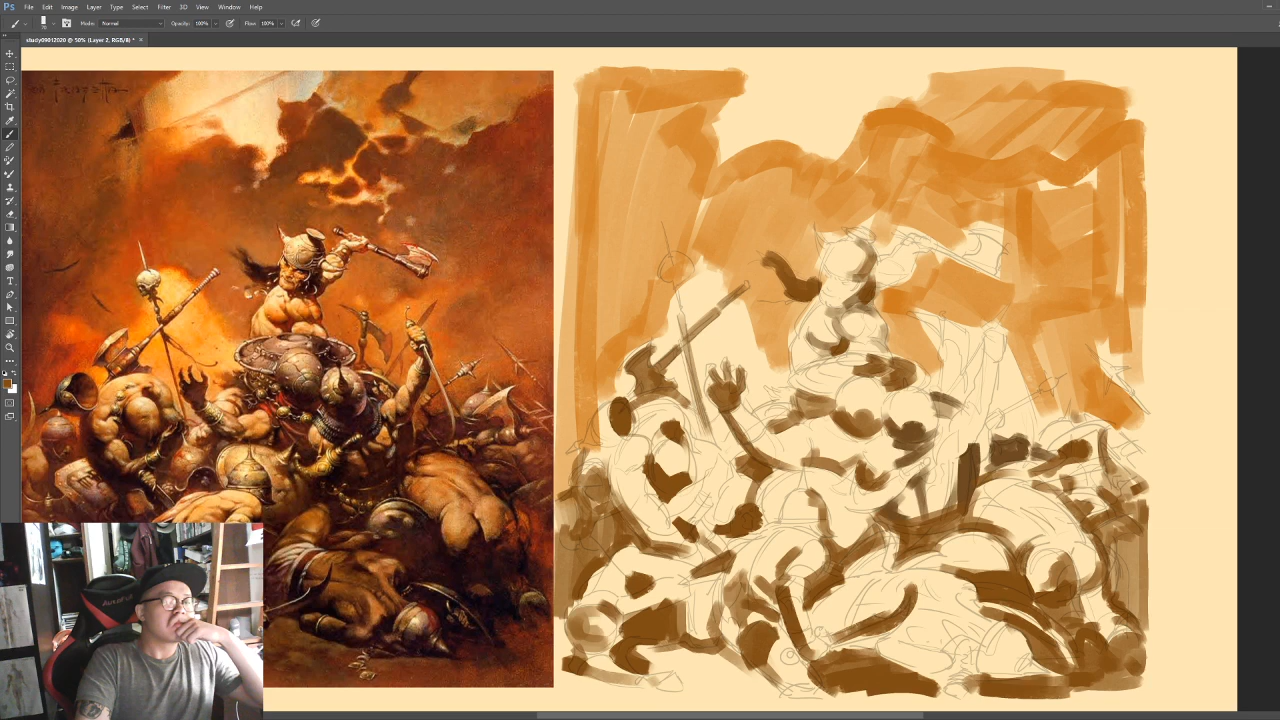 Ps File Edit Image Layer Type Select Filter 3D View Window Help
Mode: Normal Opacity: 100% Flow: 100%
study09012020 @ 50% (Layer 2, RGB/8) * ×
Frazetta